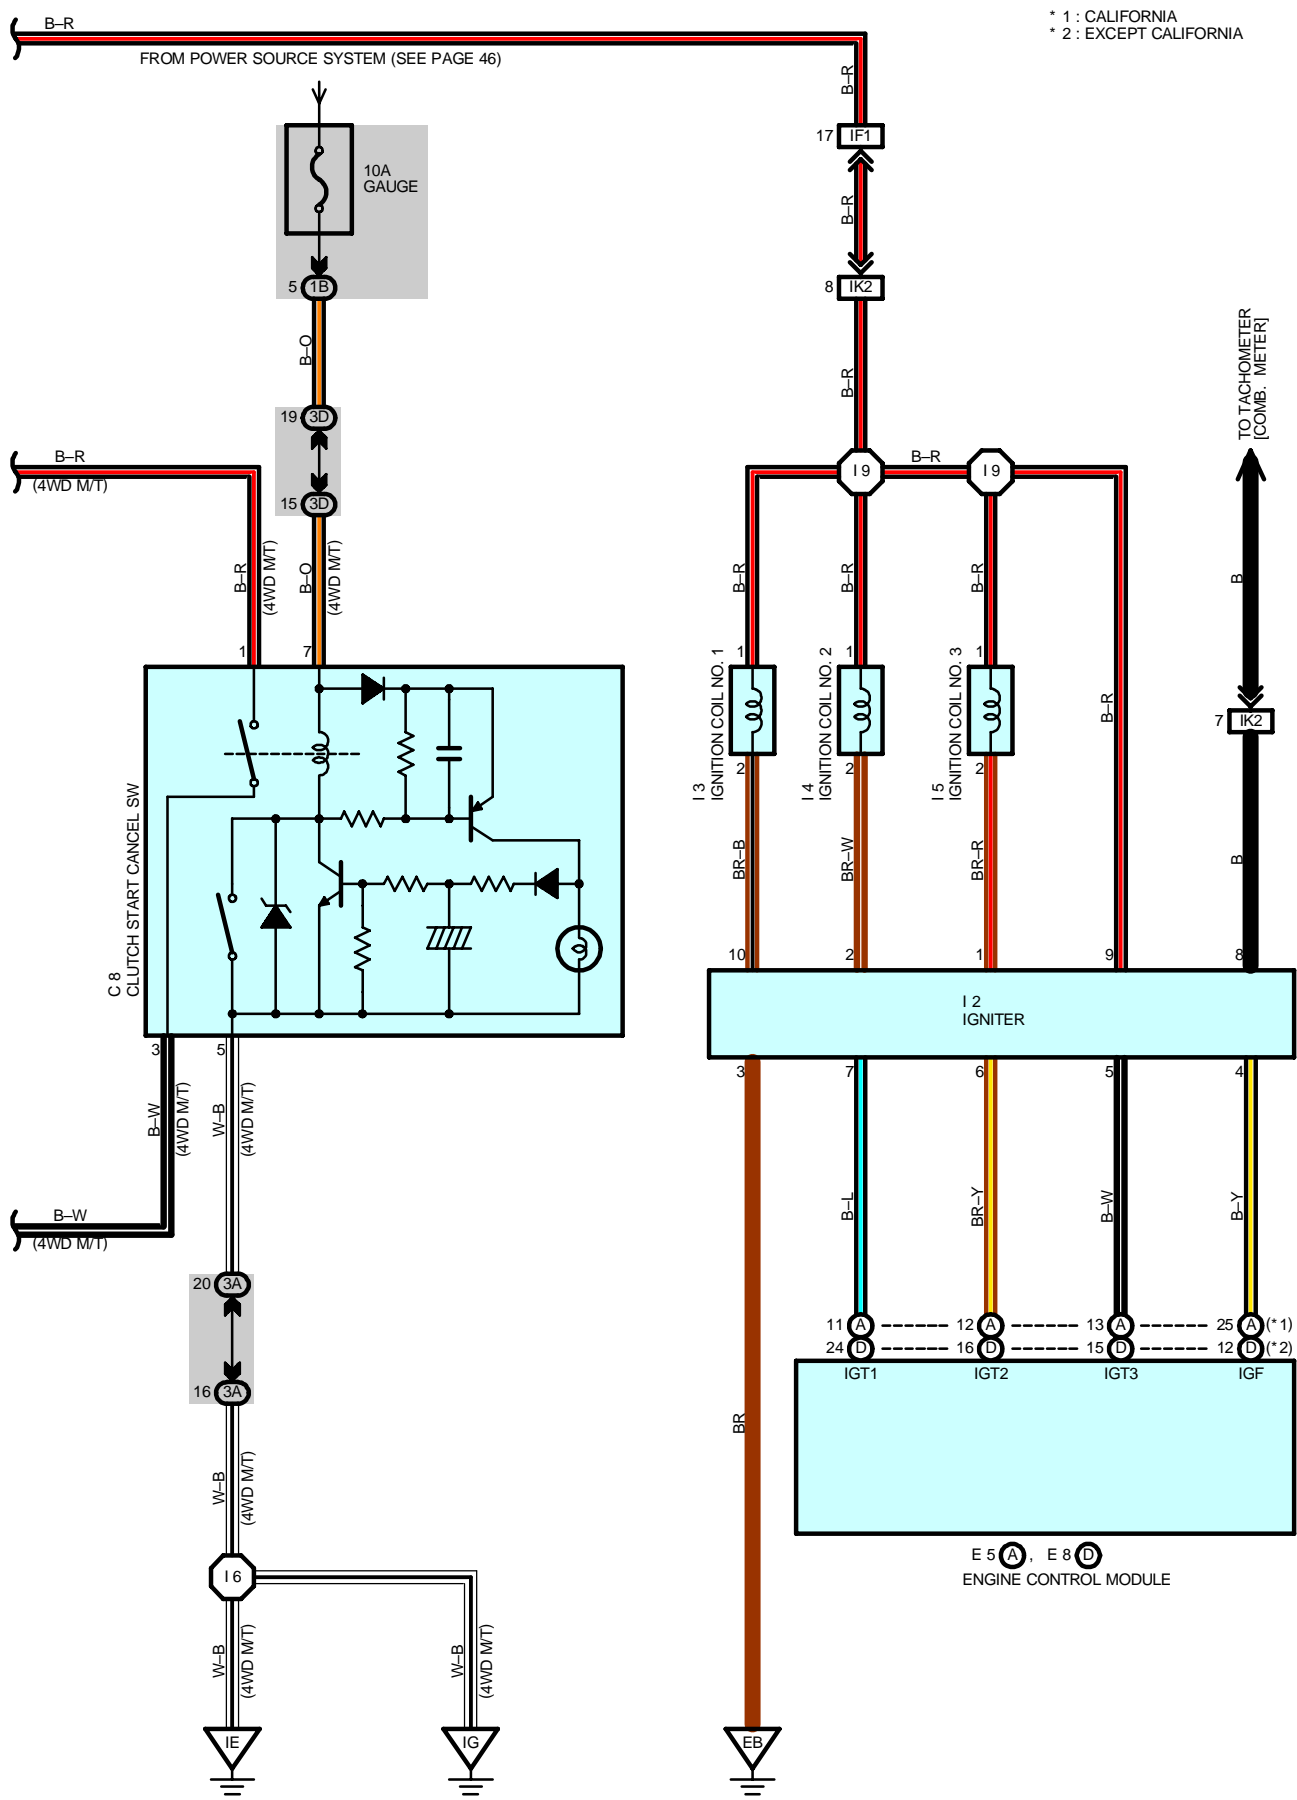 * 1 : CALIFORNIA
* 2 : EXCEPT CALIFORNIA
B–R
FROM POWER SOURCE SYSTEM (SEE PAGE 46)
B–R
17 IF1
10A
GAUGE
B–R
5 1B
8 IK2
B–O
B–R
TO TACHOMETER
[COMB. METER]
19 3D
B–R
(4WD M/T)
I 9
B–R
I 9
15 3D
B–R
(4WD M/T)
B–O
(4WD M/T)
B–R
B–R
B–R
B
1
7
1
1
1
I 3
IGNITION COIL NO. 1
I 4
IGNITION COIL NO. 2
I 5
IGNITION COIL NO. 3
B–R
7 IK2
2
2
2
BR–B
BR–W
BR–R
B
C 8
CLUTCH START CANCEL SW
10
2
1
9
8
I 2
IGNITER
3
5
3
7
6
5
4
B–W
(4WD M/T)
W–B
(4WD M/T)
B–L
BR–Y
B–W
B–Y
B–W
(4WD M/T)
20 3A
11 A
12 A
13 A
25 A (* 1)
24 D
16 D
15 D
12 D (* 2)
IGT1
IGT2
IGT3
IGF
16 3A
BR
W–B
(4WD M/T)
E 5 A , E 8 D
ENGINE CONTROL MODULE
I 6
W–B
(4WD M/T)
W–B
(4WD M/T)
IE
IG
EB